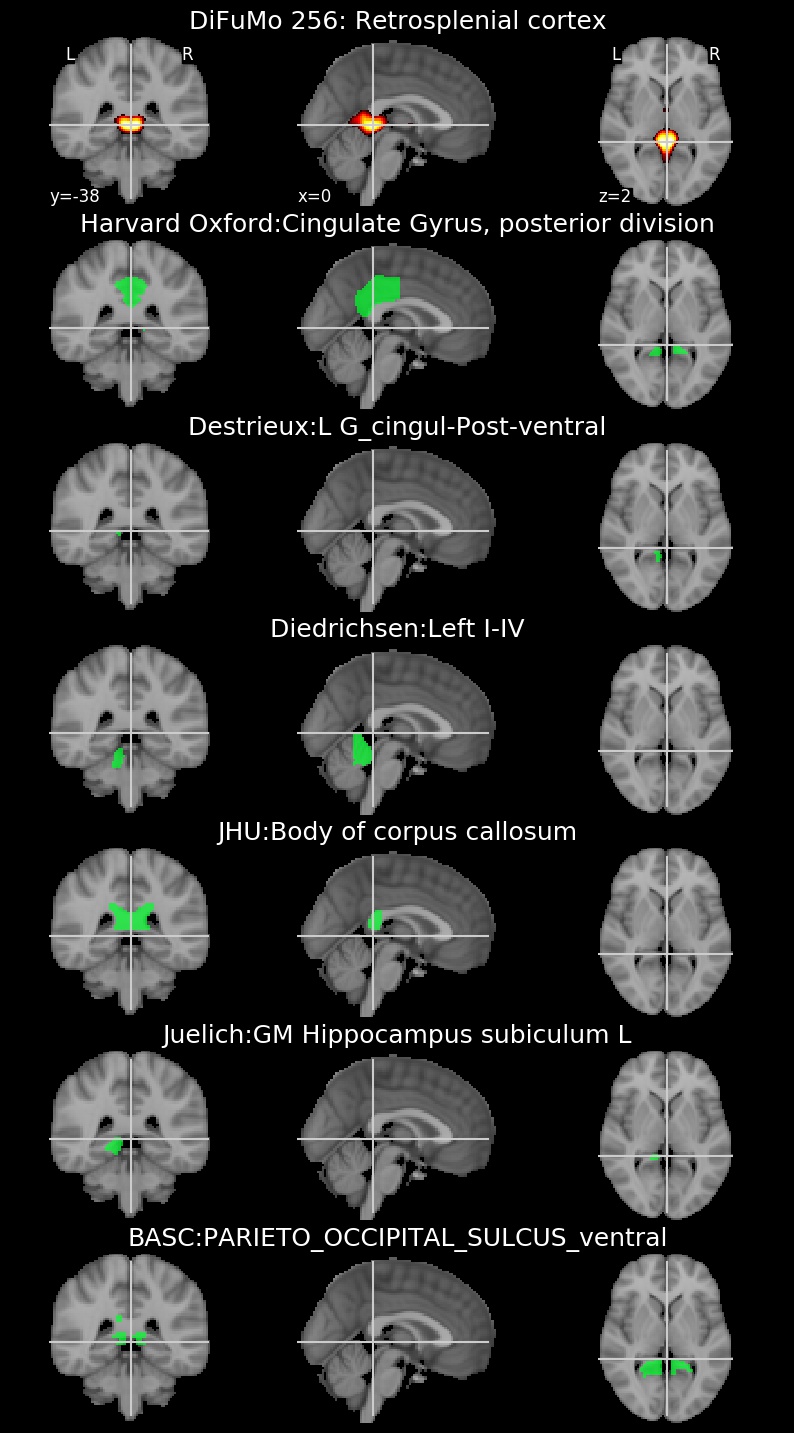 DiFuMo 256: Retrosplenial cortex
L R L R
y=-38 x=0 z=2
Harvard Oxford:Cingulate Gyrus, posterior division
Destrieux:L G_cingul-Post-ventral
Diedrichsen:Left I-IV
JHU:Body of corpus callosum
Juelich:GM Hippocampus subiculum L
BASC:PARIETO_OCCIPITAL_SULCUS_ventral